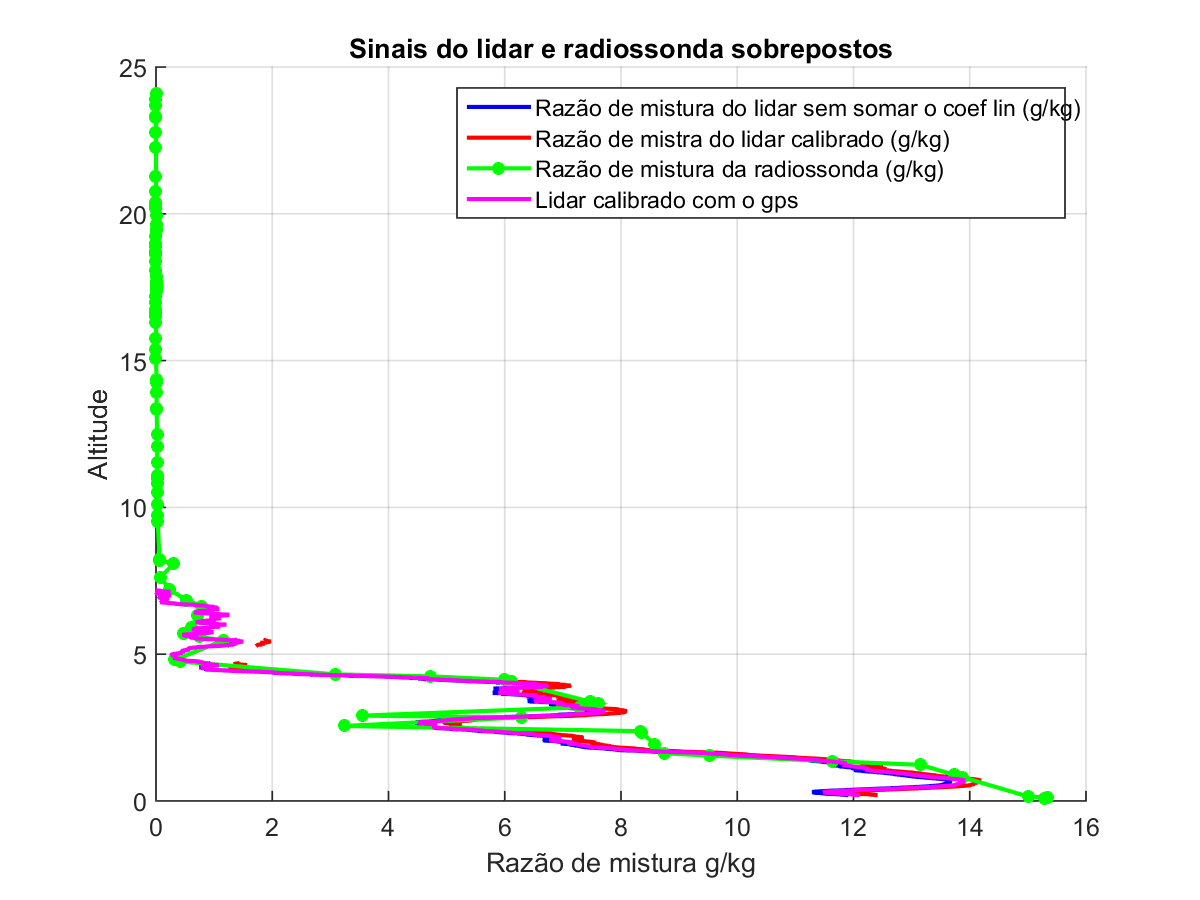 Sinais do lidar e radiossonda sobrepostos
25
Razão de mistura do lidar sem somar o coef lin (g/kg)
Razão de mistra do lidar calibrado (g/kg)
Razão de mistura da radiossonda (g/kg)
Lidar calibrado com o gps
20
15
10
5
0
Altitude
0 2 4 6 8 10 12 14 16
Razão de mistura g/kg